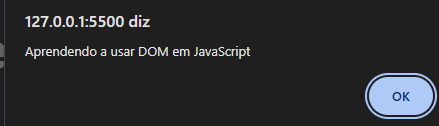 127.0.0.1:5500 diz
Aprendendo a usar DOM em JavaScript
OK